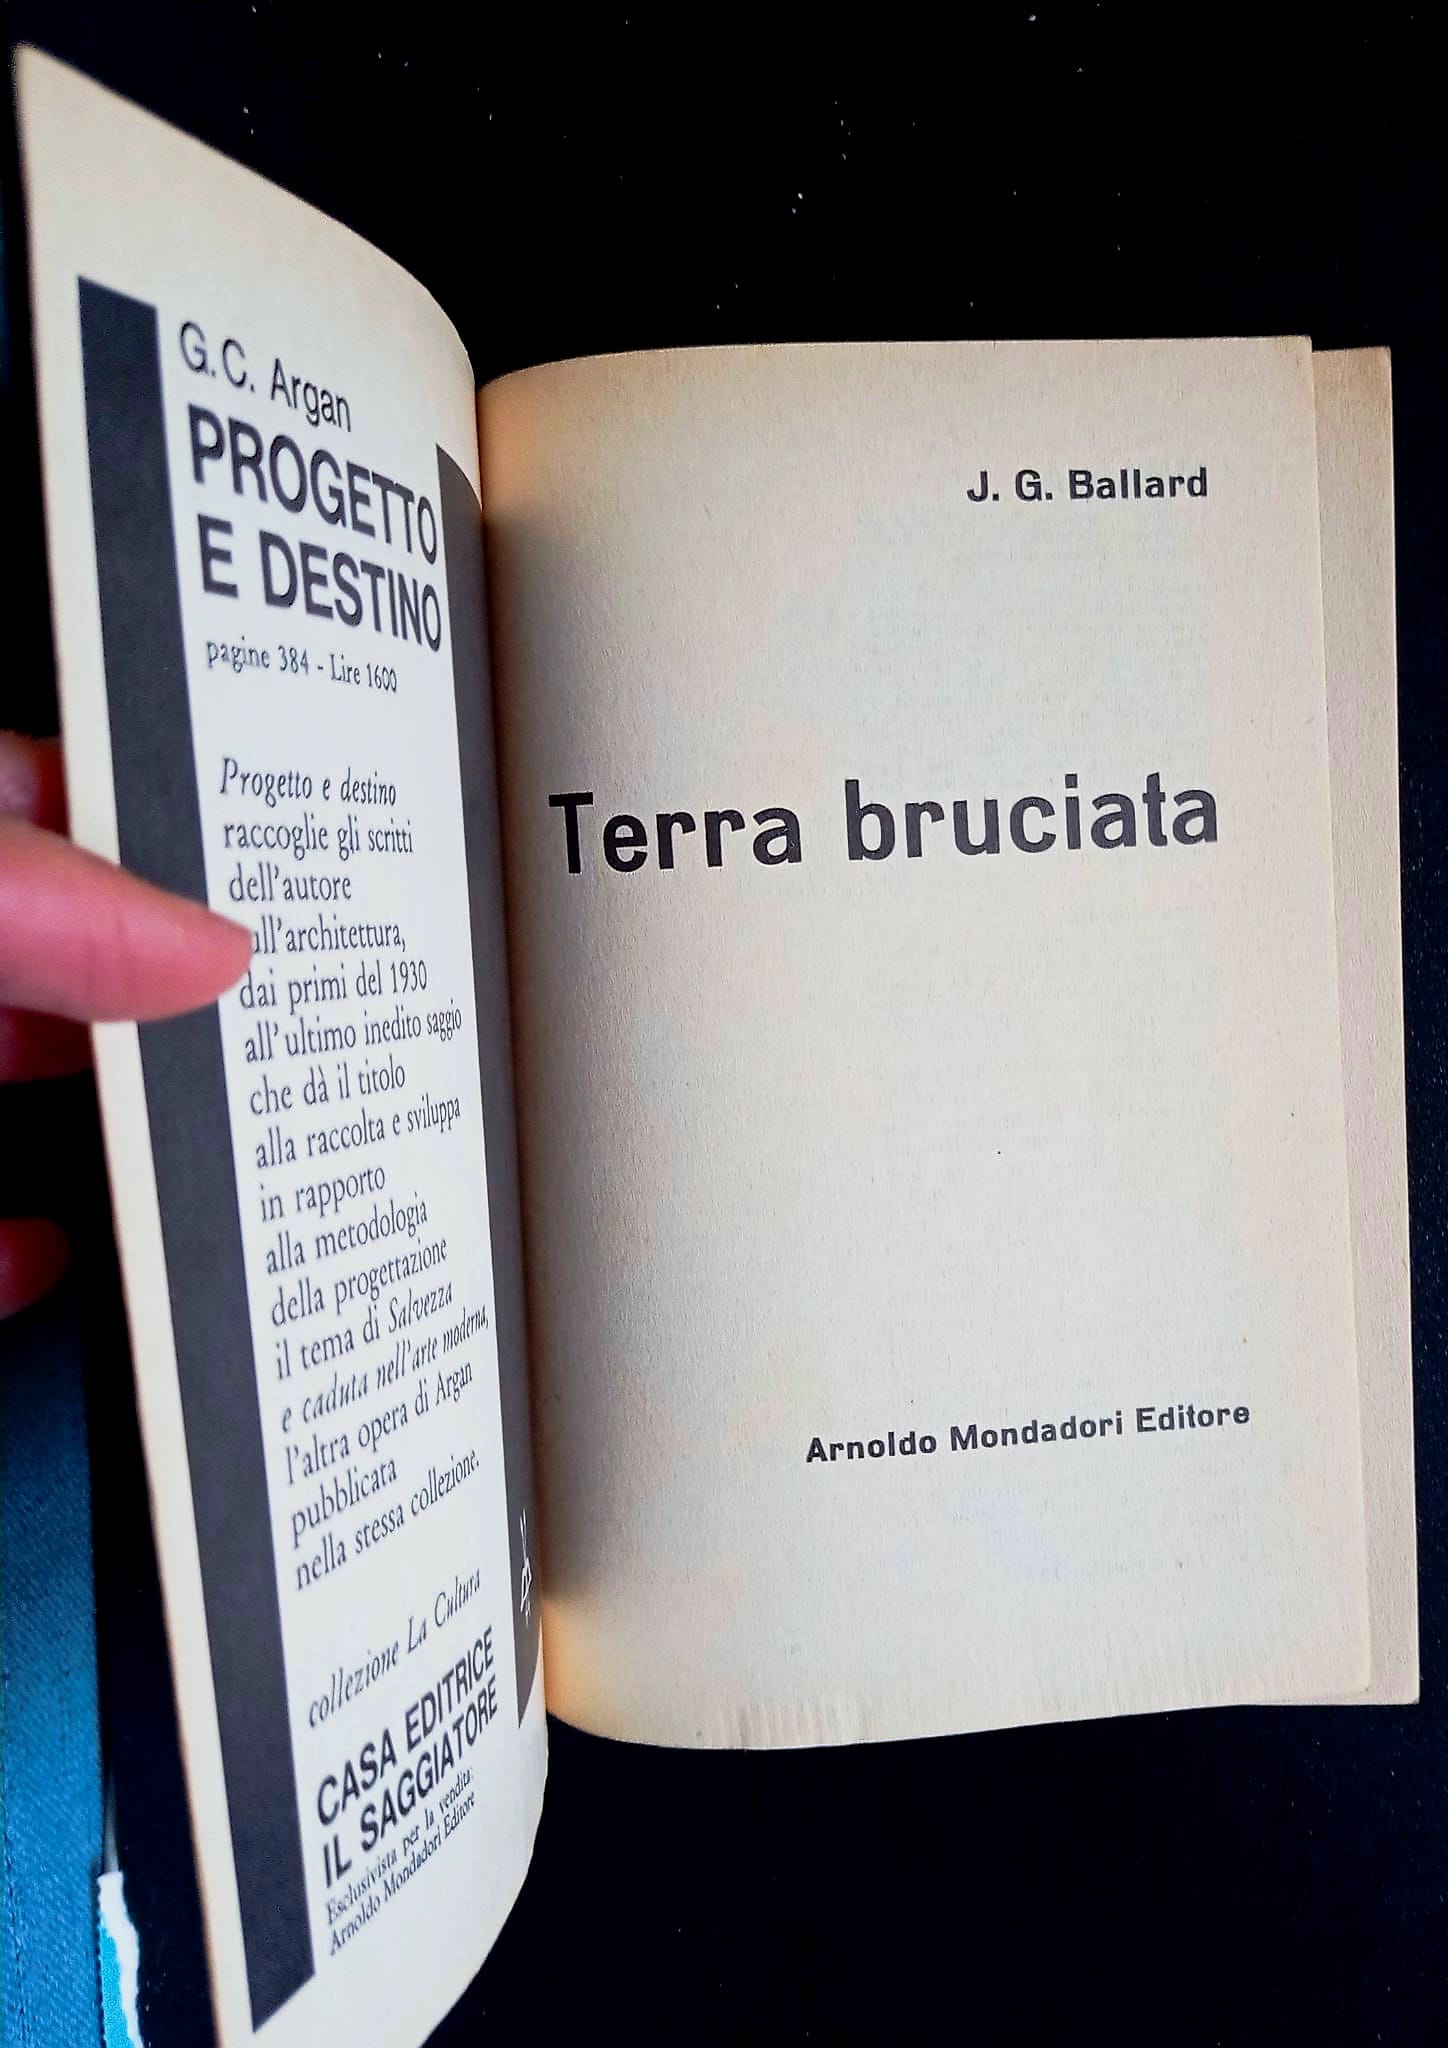 G.C. Argan
PROGETTO
E DESTINO
pagine 384 - Lire 1600
Progetto e destino
raccoglie gli scritti
dell'autore
ull'architettura,
dai primi del 1930
all'ultimo inedito saggio
che dà il titolo
alla raccolta e sviluppa
in rapporto
alla metodologia
della progettazione
il tema di Salvezza
e caduta nell'arte moderna,
l'altra opera di Argan
pubblicata
nella stessa collezione.
collezione La Cultura
CASA EDITRICE
IL SAGGIATORE
Esclusivista per la vendita:
Arnoldo Mondadori Editore
J. G. Ballard
Terra bruciata
Arnoldo Mondadori Editore